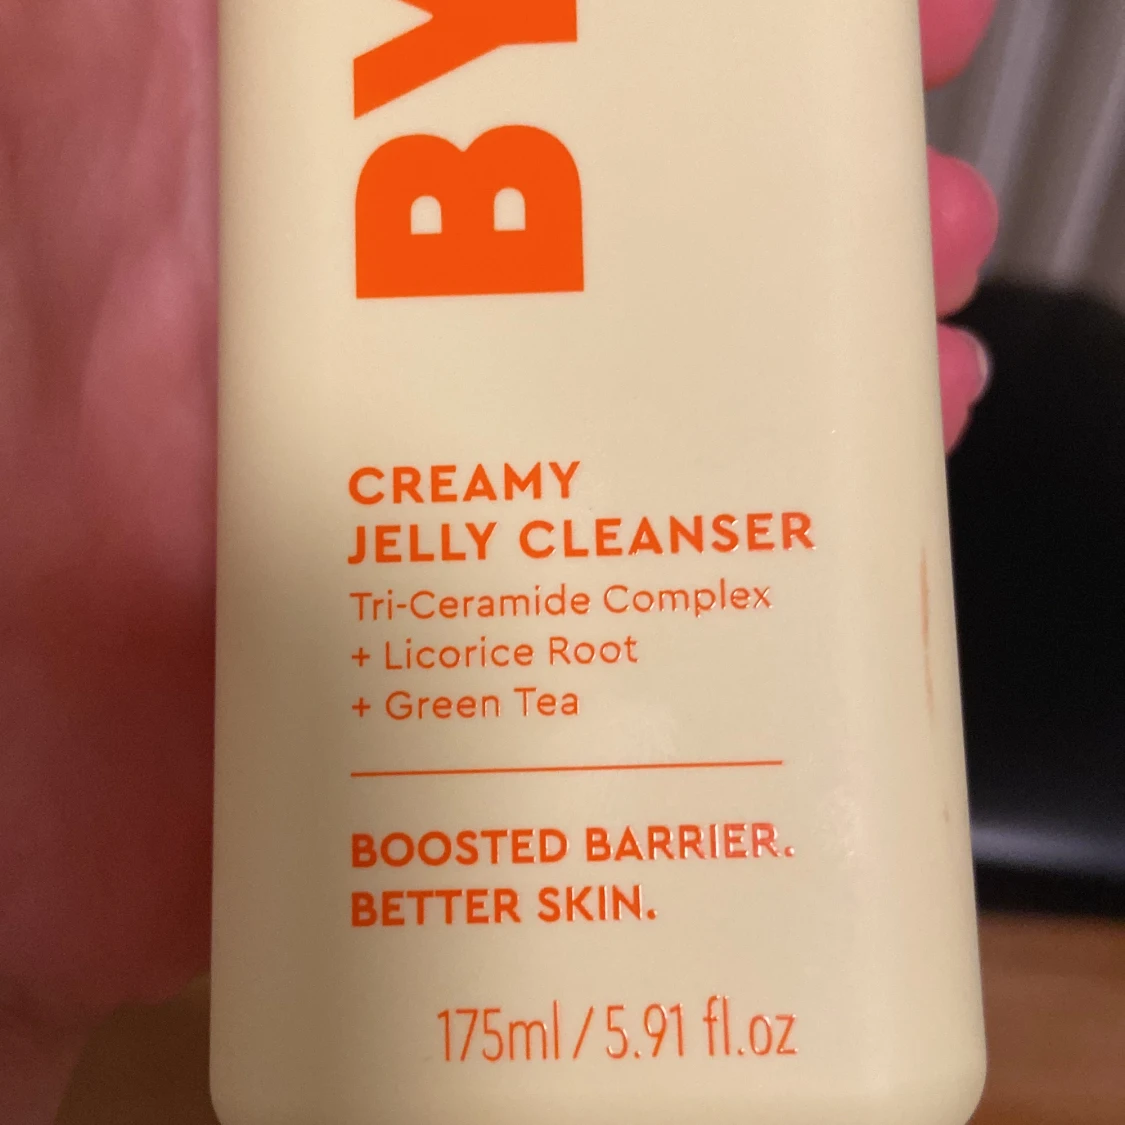 BY
CREAMY
JELLY CLEANSER
Tri-Ceramide Complex
+ Licorice Root
+ Green Tea
BOOSTED BARRIER.
BETTER SKIN.
175ml / 5.91 fl.oz